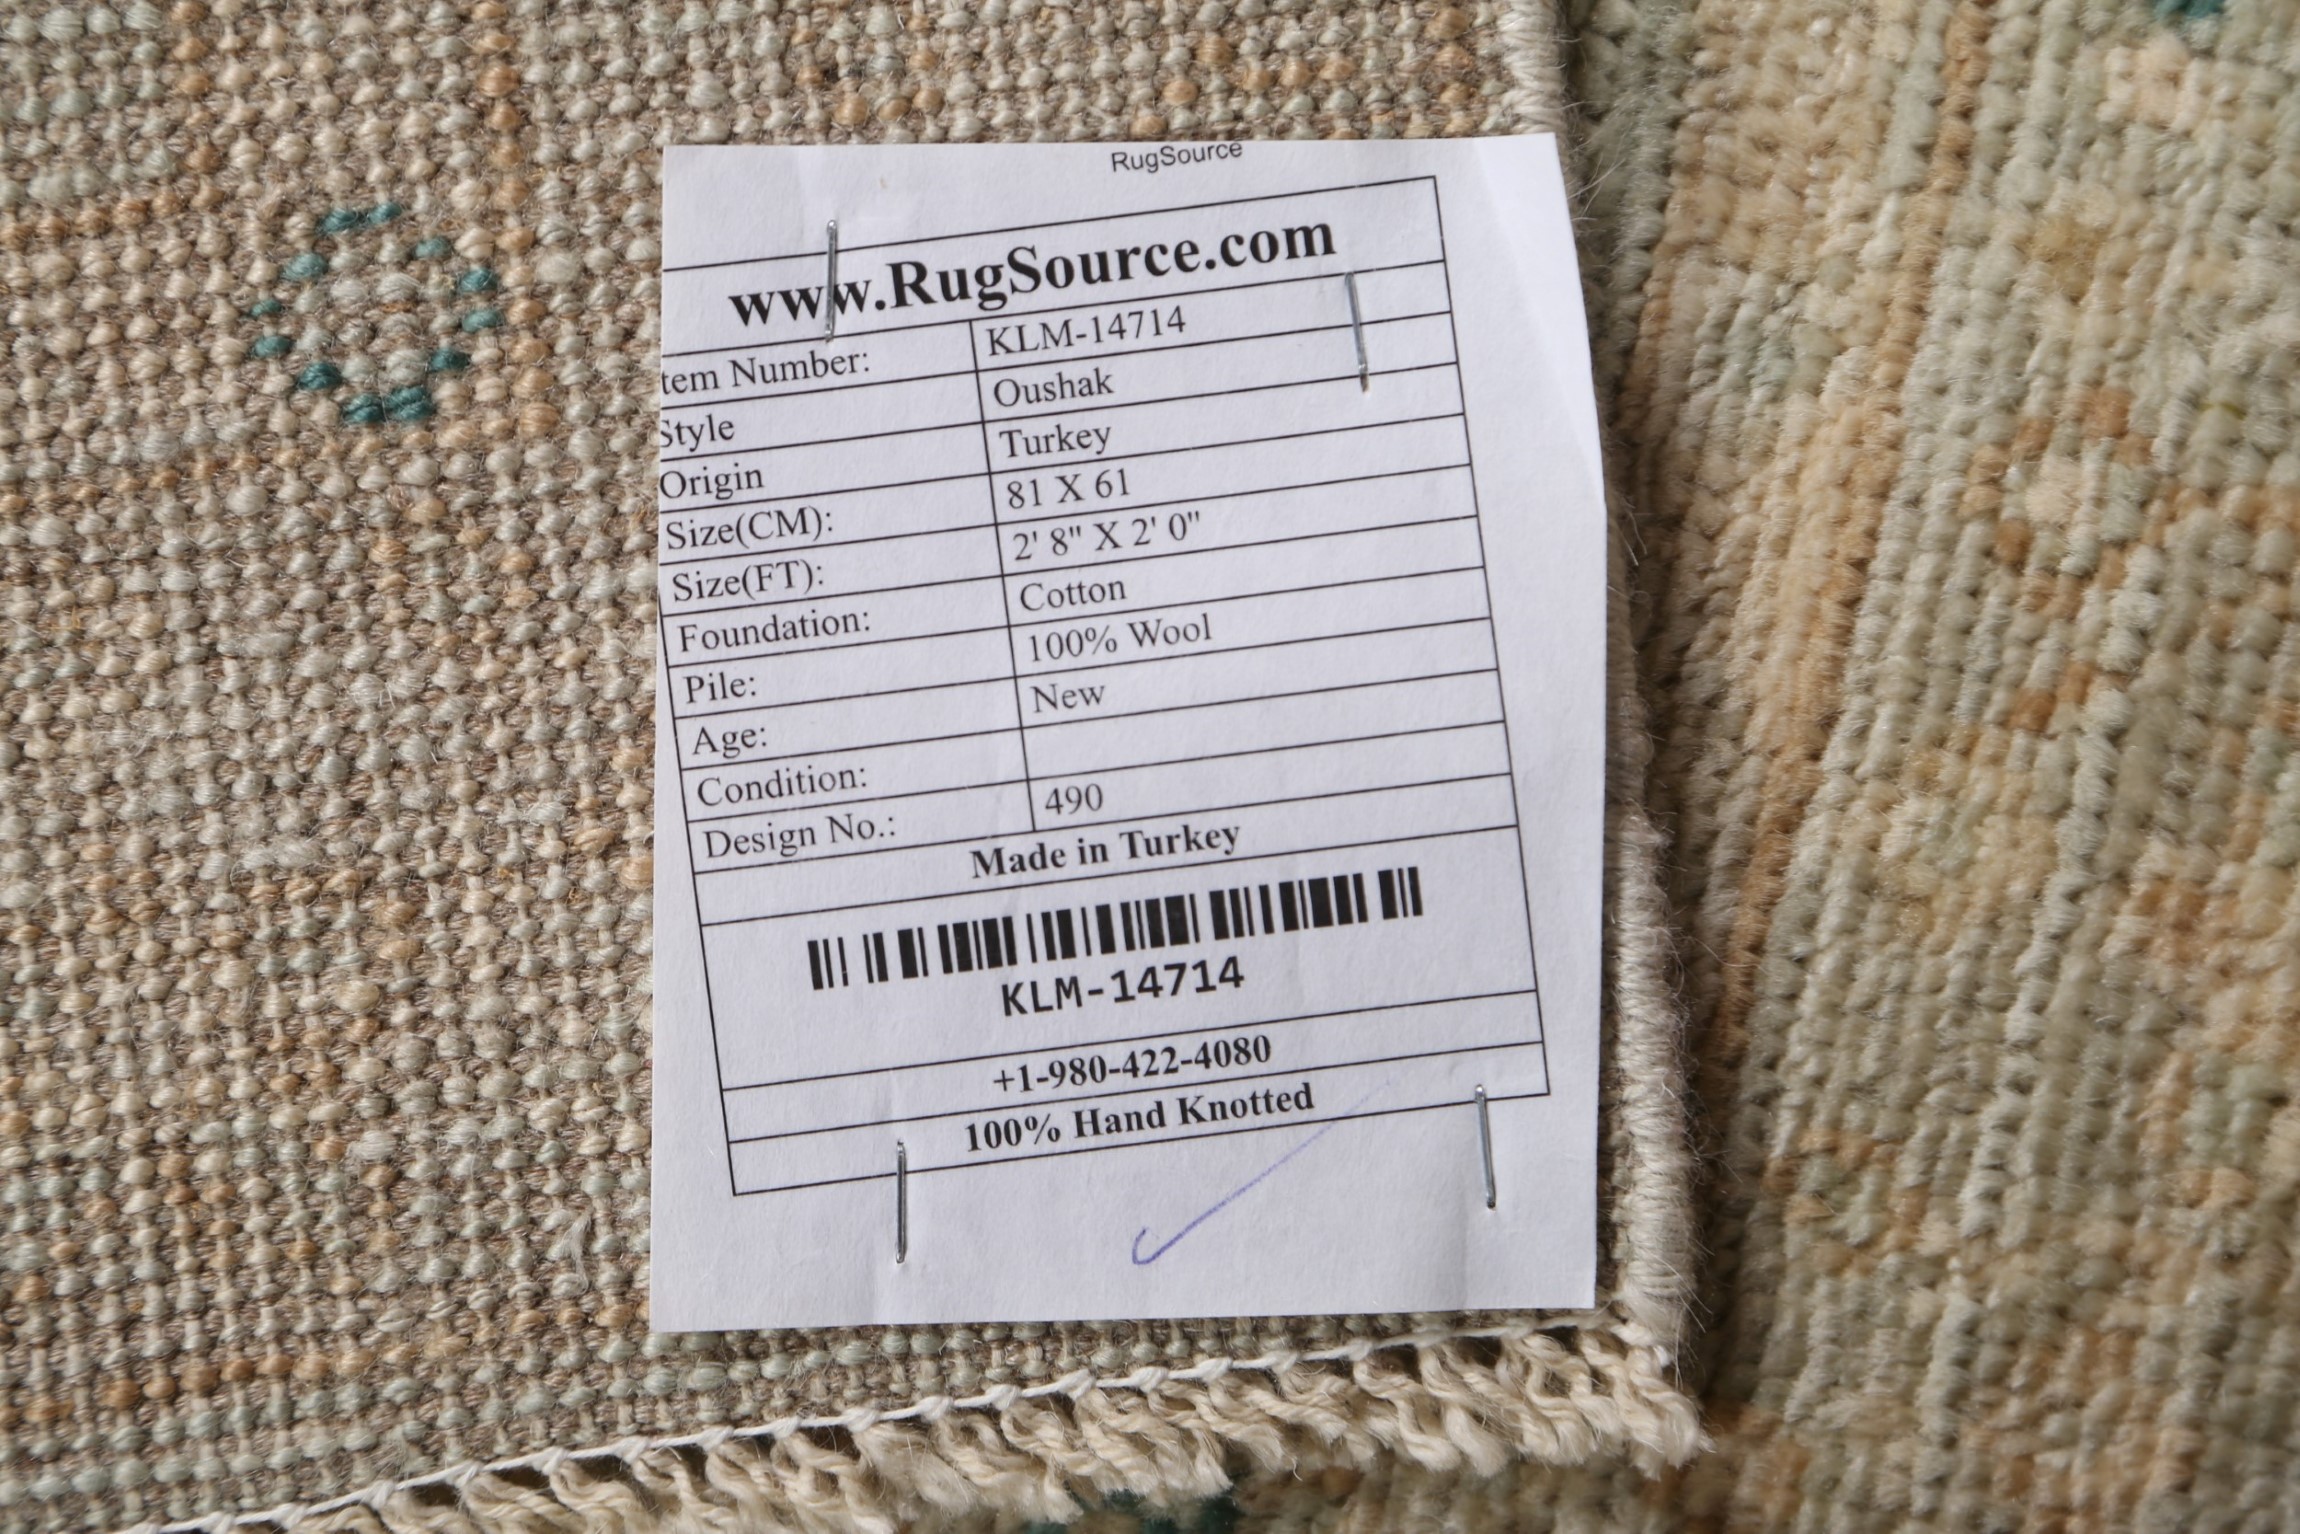 RugSource
www.RugSource.com
tem Number: KLM-14714
Style Oushak
Origin Turkey
Size(CM): 81 X 61
Size(FT): 2' 8" X 2' 0"
Foundation: Cotton
Pile: 100% Wool
Age: New
Condition:
Design No.: 490
Made in Turkey
KLM-14714
+1-980-422-4080
100% Hand Knotted